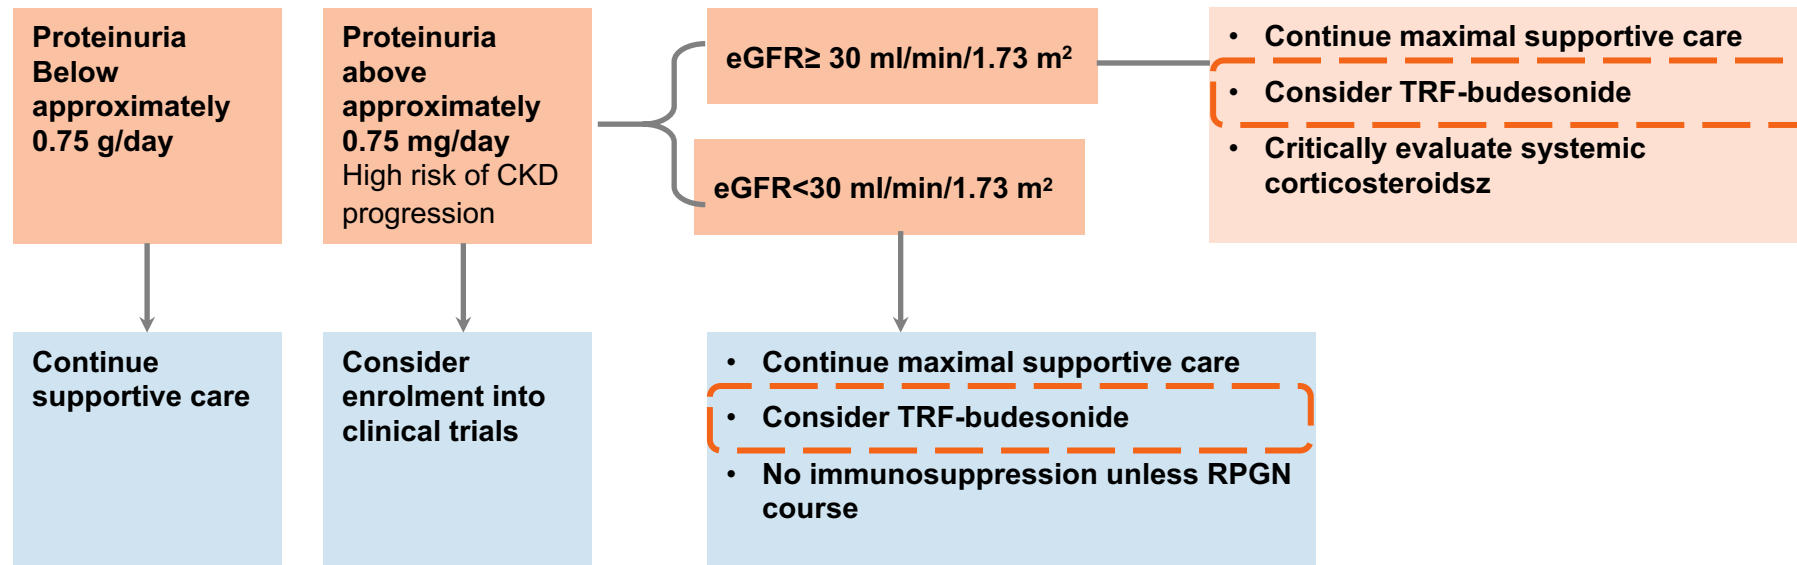 Proteinuria
Below
approximately
0.75 g/day
Proteinuria
above
approximately
0.75 mg/day
High risk of CKD
progression
eGFR≥ 30 ml/min/1.73 m²
eGFR<30 ml/min/1.73 m²
• Continue maximal supportive care
• Consider TRF-budesonide
• Critically evaluate systemic
corticosteroidsz
Continue
supportive care
Consider
enrolment into
clinical trials
• Continue maximal supportive care
• Consider TRF-budesonide
• No immunosuppression unless RPGN
course